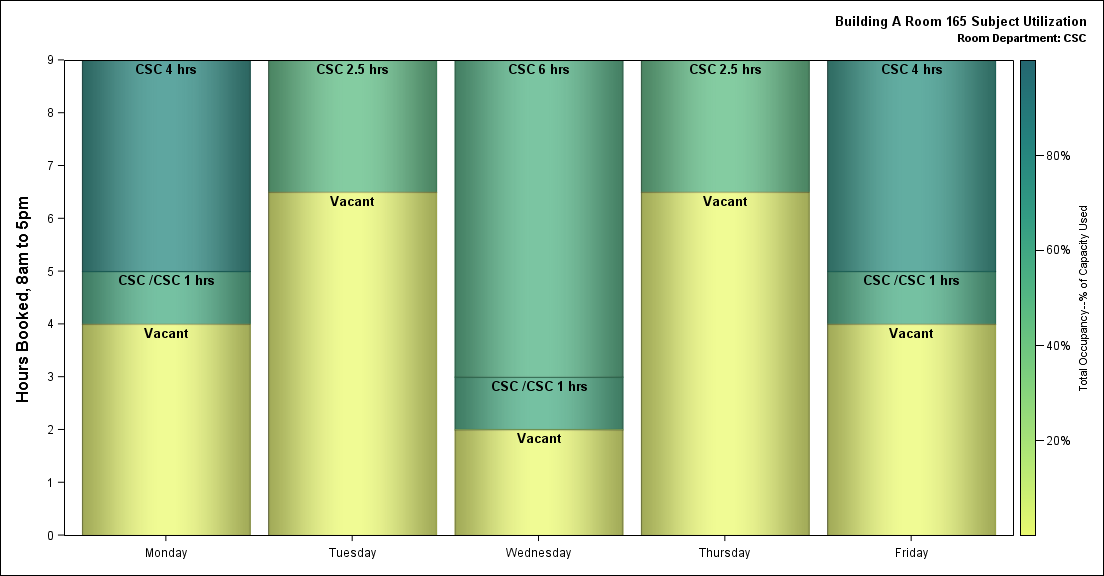 Building A Room 165 Subject Utilization
Room Department: CSC
Hours Booked, 8am to 5pm
9
8
7
6
5
4
3
2
1
0
CSC 4 hrs
CSC /CSC 1 hrs
Vacant
CSC 2.5 hrs
Vacant
CSC 6 hrs
CSC /CSC 1 hrs
Vacant
CSC 2.5 hrs
Vacant
CSC 4 hrs
CSC /CSC 1 hrs
Vacant
Monday
Tuesday
Wednesday
Thursday
Friday
80%
60%
40%
20%
Total Occupancy--% of Capacity Used